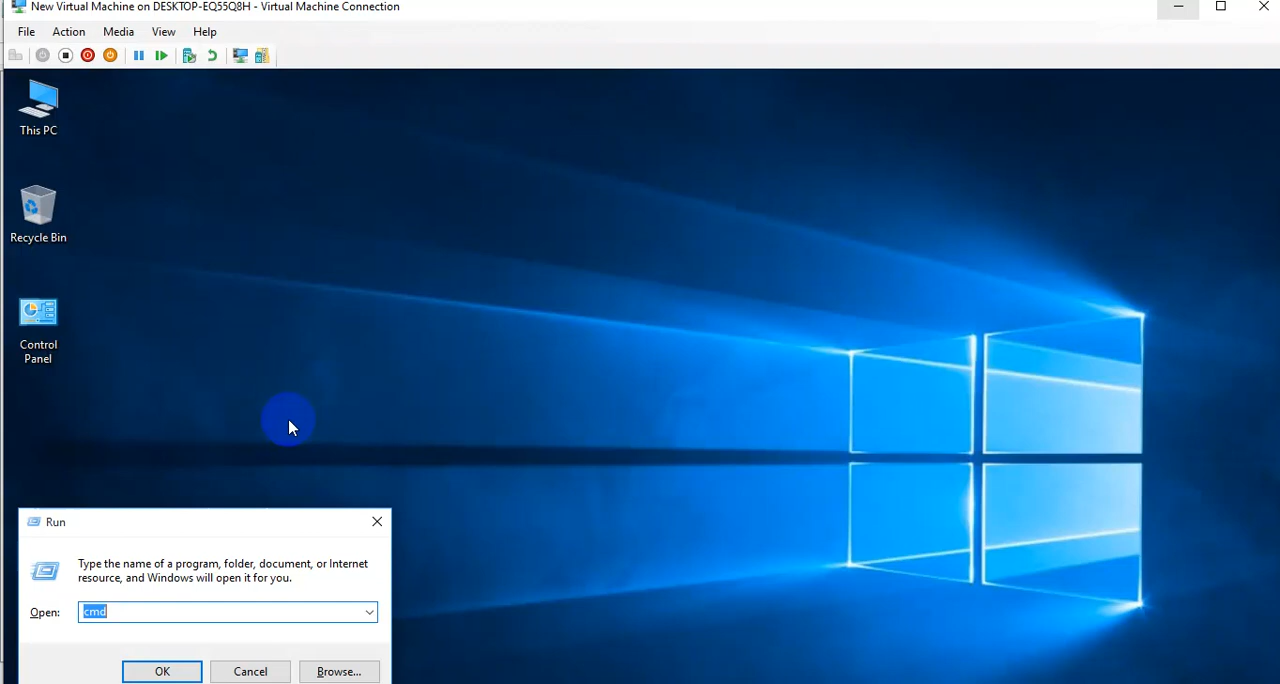 New Virtual Machine on DESKTOP-EQ55Q8H - Virtual Machine Connection
File Action Media View Help
This PC
Recycle Bin
Control
Panel
Run
Type the name of a program, folder, document, or Internet
resource, and Windows will open it for you.
Open: cmd
OK Cancel Browse...